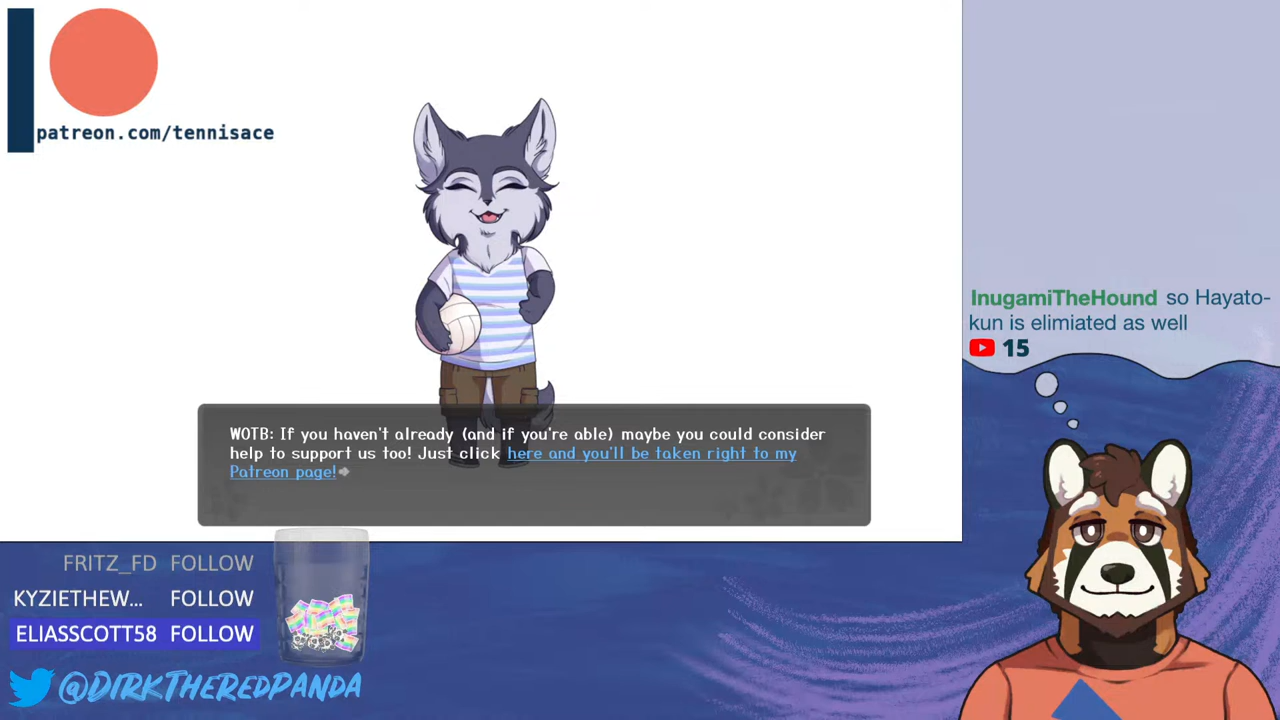 patreon.com/tennisace
WOTB: If you haven't already (and if you're able) maybe you could consider
help to support us too! Just click here and you'll be taken right to my
Patreon page!
InugamiTheHound so Hayato-
kun is elimiated as well
15
FRITZ_FD FOLLOW
KYZIETHEW... FOLLOW
ELIASSCOTT58 FOLLOW
@DIRKTHEREDPANDA